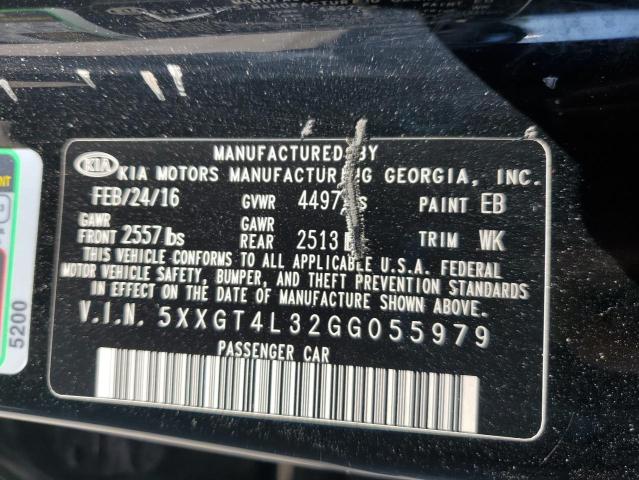 MANUFACTURED BY
KIA KIA MOTORS MANUFACTURING GEORGIA, INC.
FEB/24/16 GVWR 4497 PAINT EB
GAWR FRONT 2557 lbs GAWR REAR 2513 TRIM WK
THIS VEHICLE CONFORMS TO ALL APPLICABLE U.S.A. FEDERAL
MOTOR VEHICLE SAFETY, BUMPER, AND THEFT PREVENTION STANDARDS
IN EFFECT ON THE DATE OF MANUFACTURE SHOWN ABOVE.
V.I.N. 5XXGT4L32GG055979
PASSENGER CAR
5200